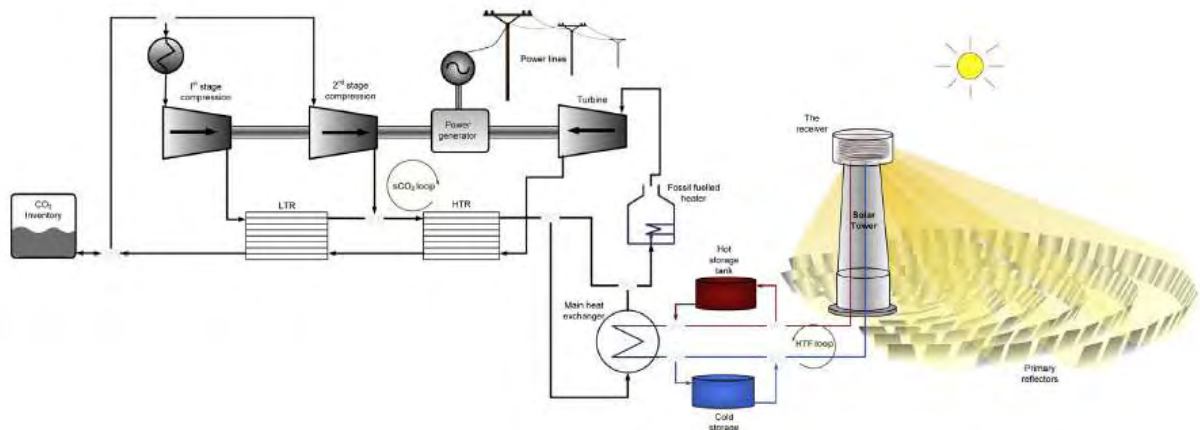 Power lines
1st stage
compression
2nd stage
compression
Power
generator
Turbine
The
receiver
sCO2 loop
Fossil fuelled
heater
CO2
Inventory
LTR
HTR
Solar
Tower
Hot
storage
tank
Main heat
exchanger
HTF loop
Cold
storage
Primary
reflectors